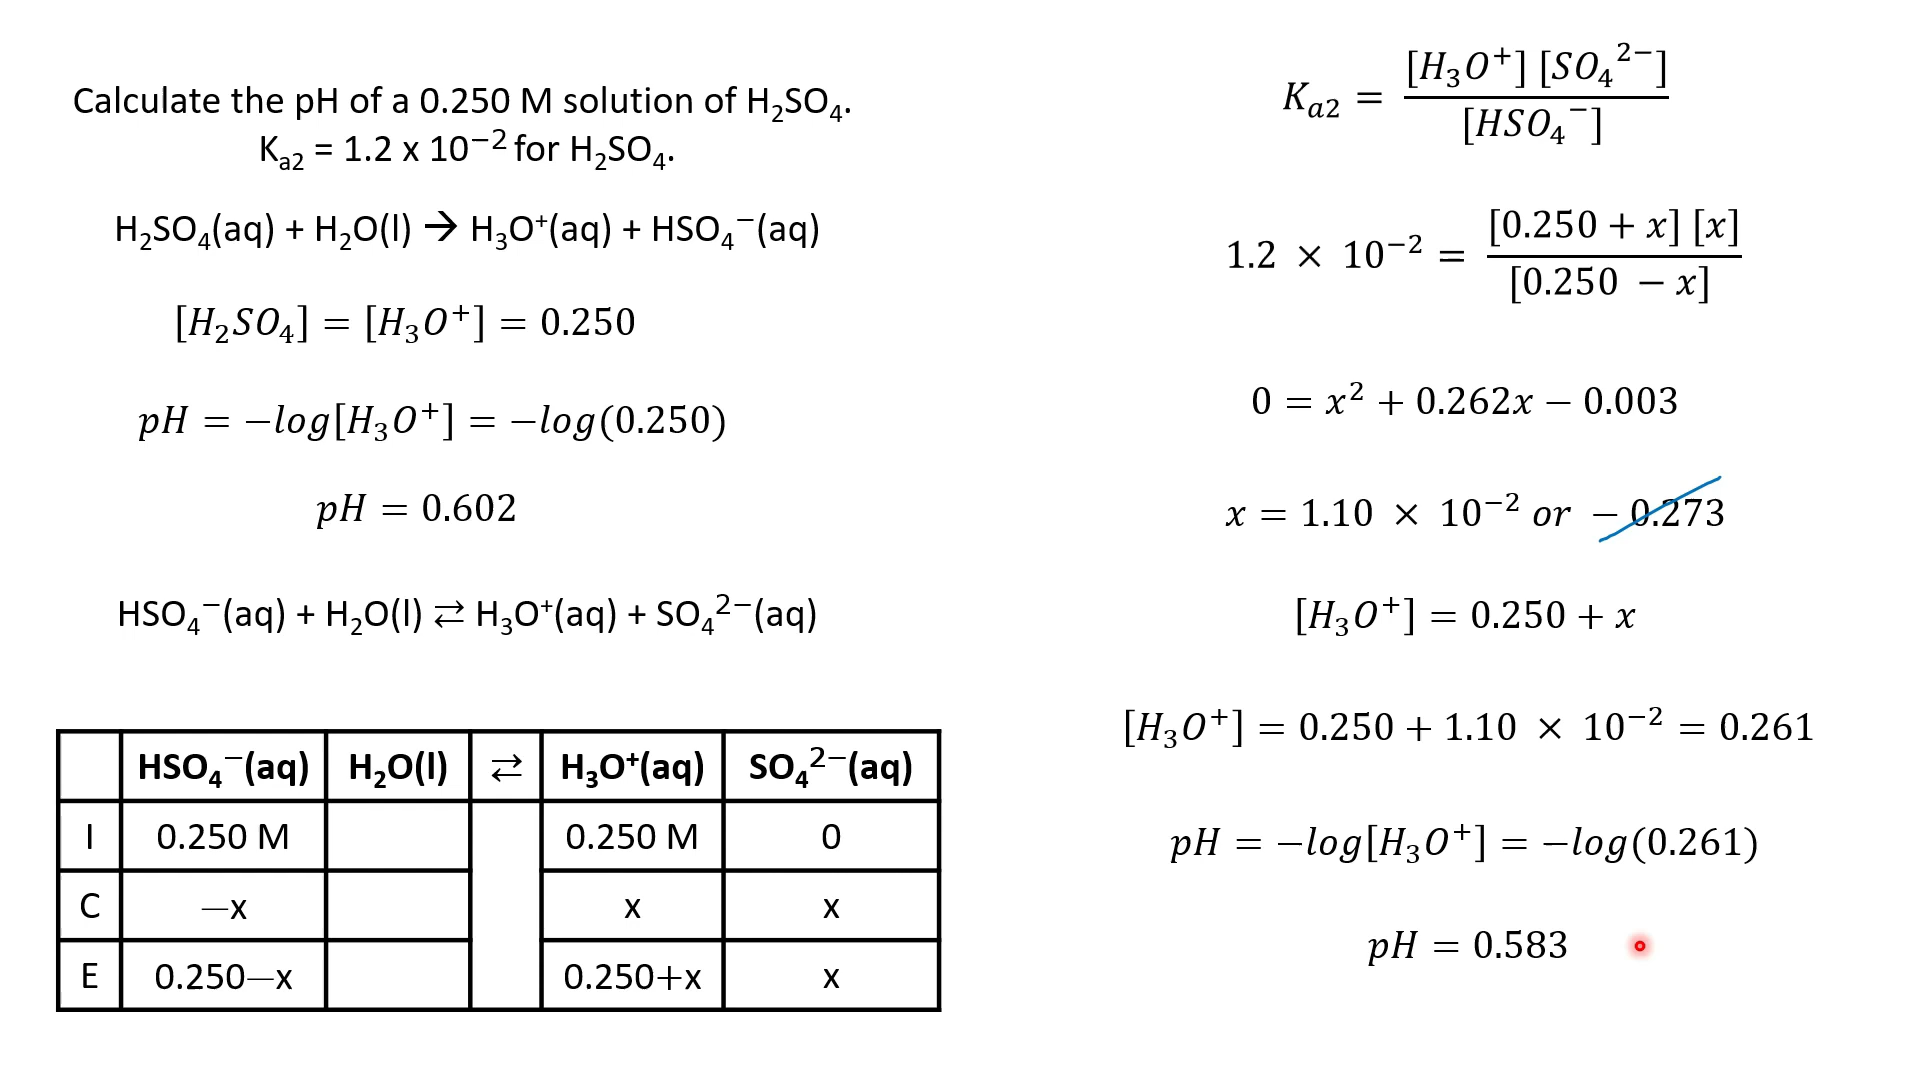 Calculate the pH of a 0.250 M solution of H₂SO₄.
Kₐ₂ = 1.2 x 10⁻² for H₂SO₄.
H₂SO₄(aq) + H₂O(l) → H₃O⁺(aq) + HSO₄⁻(aq)
[H₂SO₄] = [H₃O⁺] = 0.250
pH = −log[H₃O⁺] = −log(0.250)
pH = 0.602
HSO₄⁻(aq) + H₂O(l) ⇄ H₃O⁺(aq) + SO₄²⁻(aq)
HSO₄⁻(aq) H₂O(l) ⇄ H₃O⁺(aq) SO₄²⁻(aq)
I 0.250 M 0.250 M 0
C −x x x
E 0.250−x 0.250+x x
Kₐ₂ = [H₃O⁺] [SO₄²⁻] / [HSO₄⁻]
1.2 × 10⁻² = [0.250 + x] [x] / [0.250 − x]
0 = x² + 0.262x − 0.003
x = 1.10 × 10⁻² or − 0.273
[H₃O⁺] = 0.250 + x
[H₃O⁺] = 0.250 + 1.10 × 10⁻² = 0.261
pH = −log[H₃O⁺] = −log(0.261)
pH = 0.583